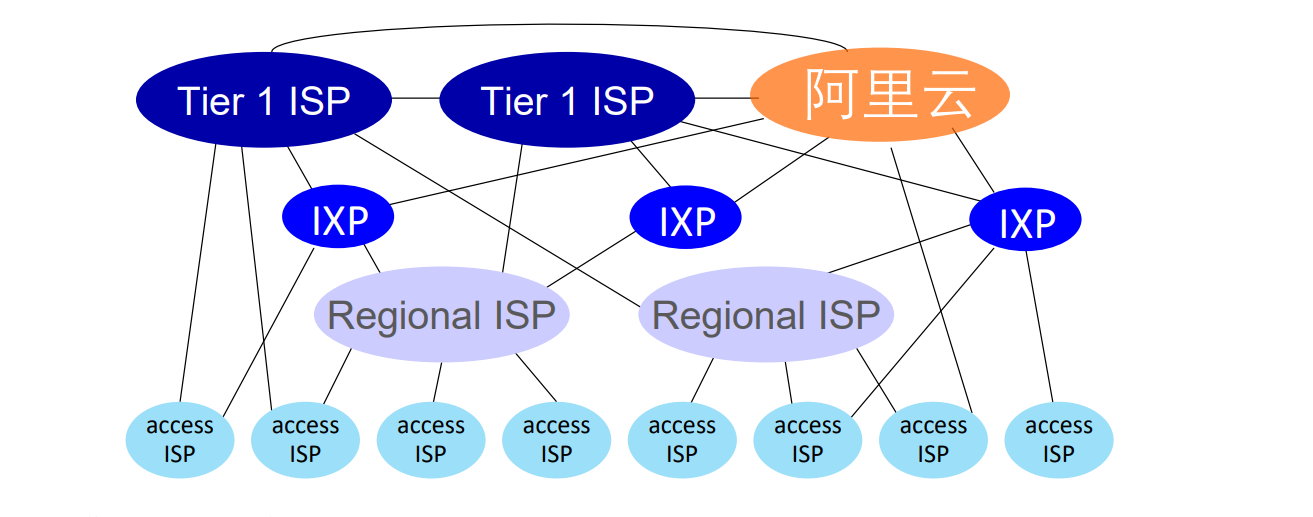 Tier 1 ISP
Tier 1 ISP
阿里云
IXP
IXP
IXP
Regional ISP
Regional ISP
access
ISP
access
ISP
access
ISP
access
ISP
access
ISP
access
ISP
access
ISP
access
ISP